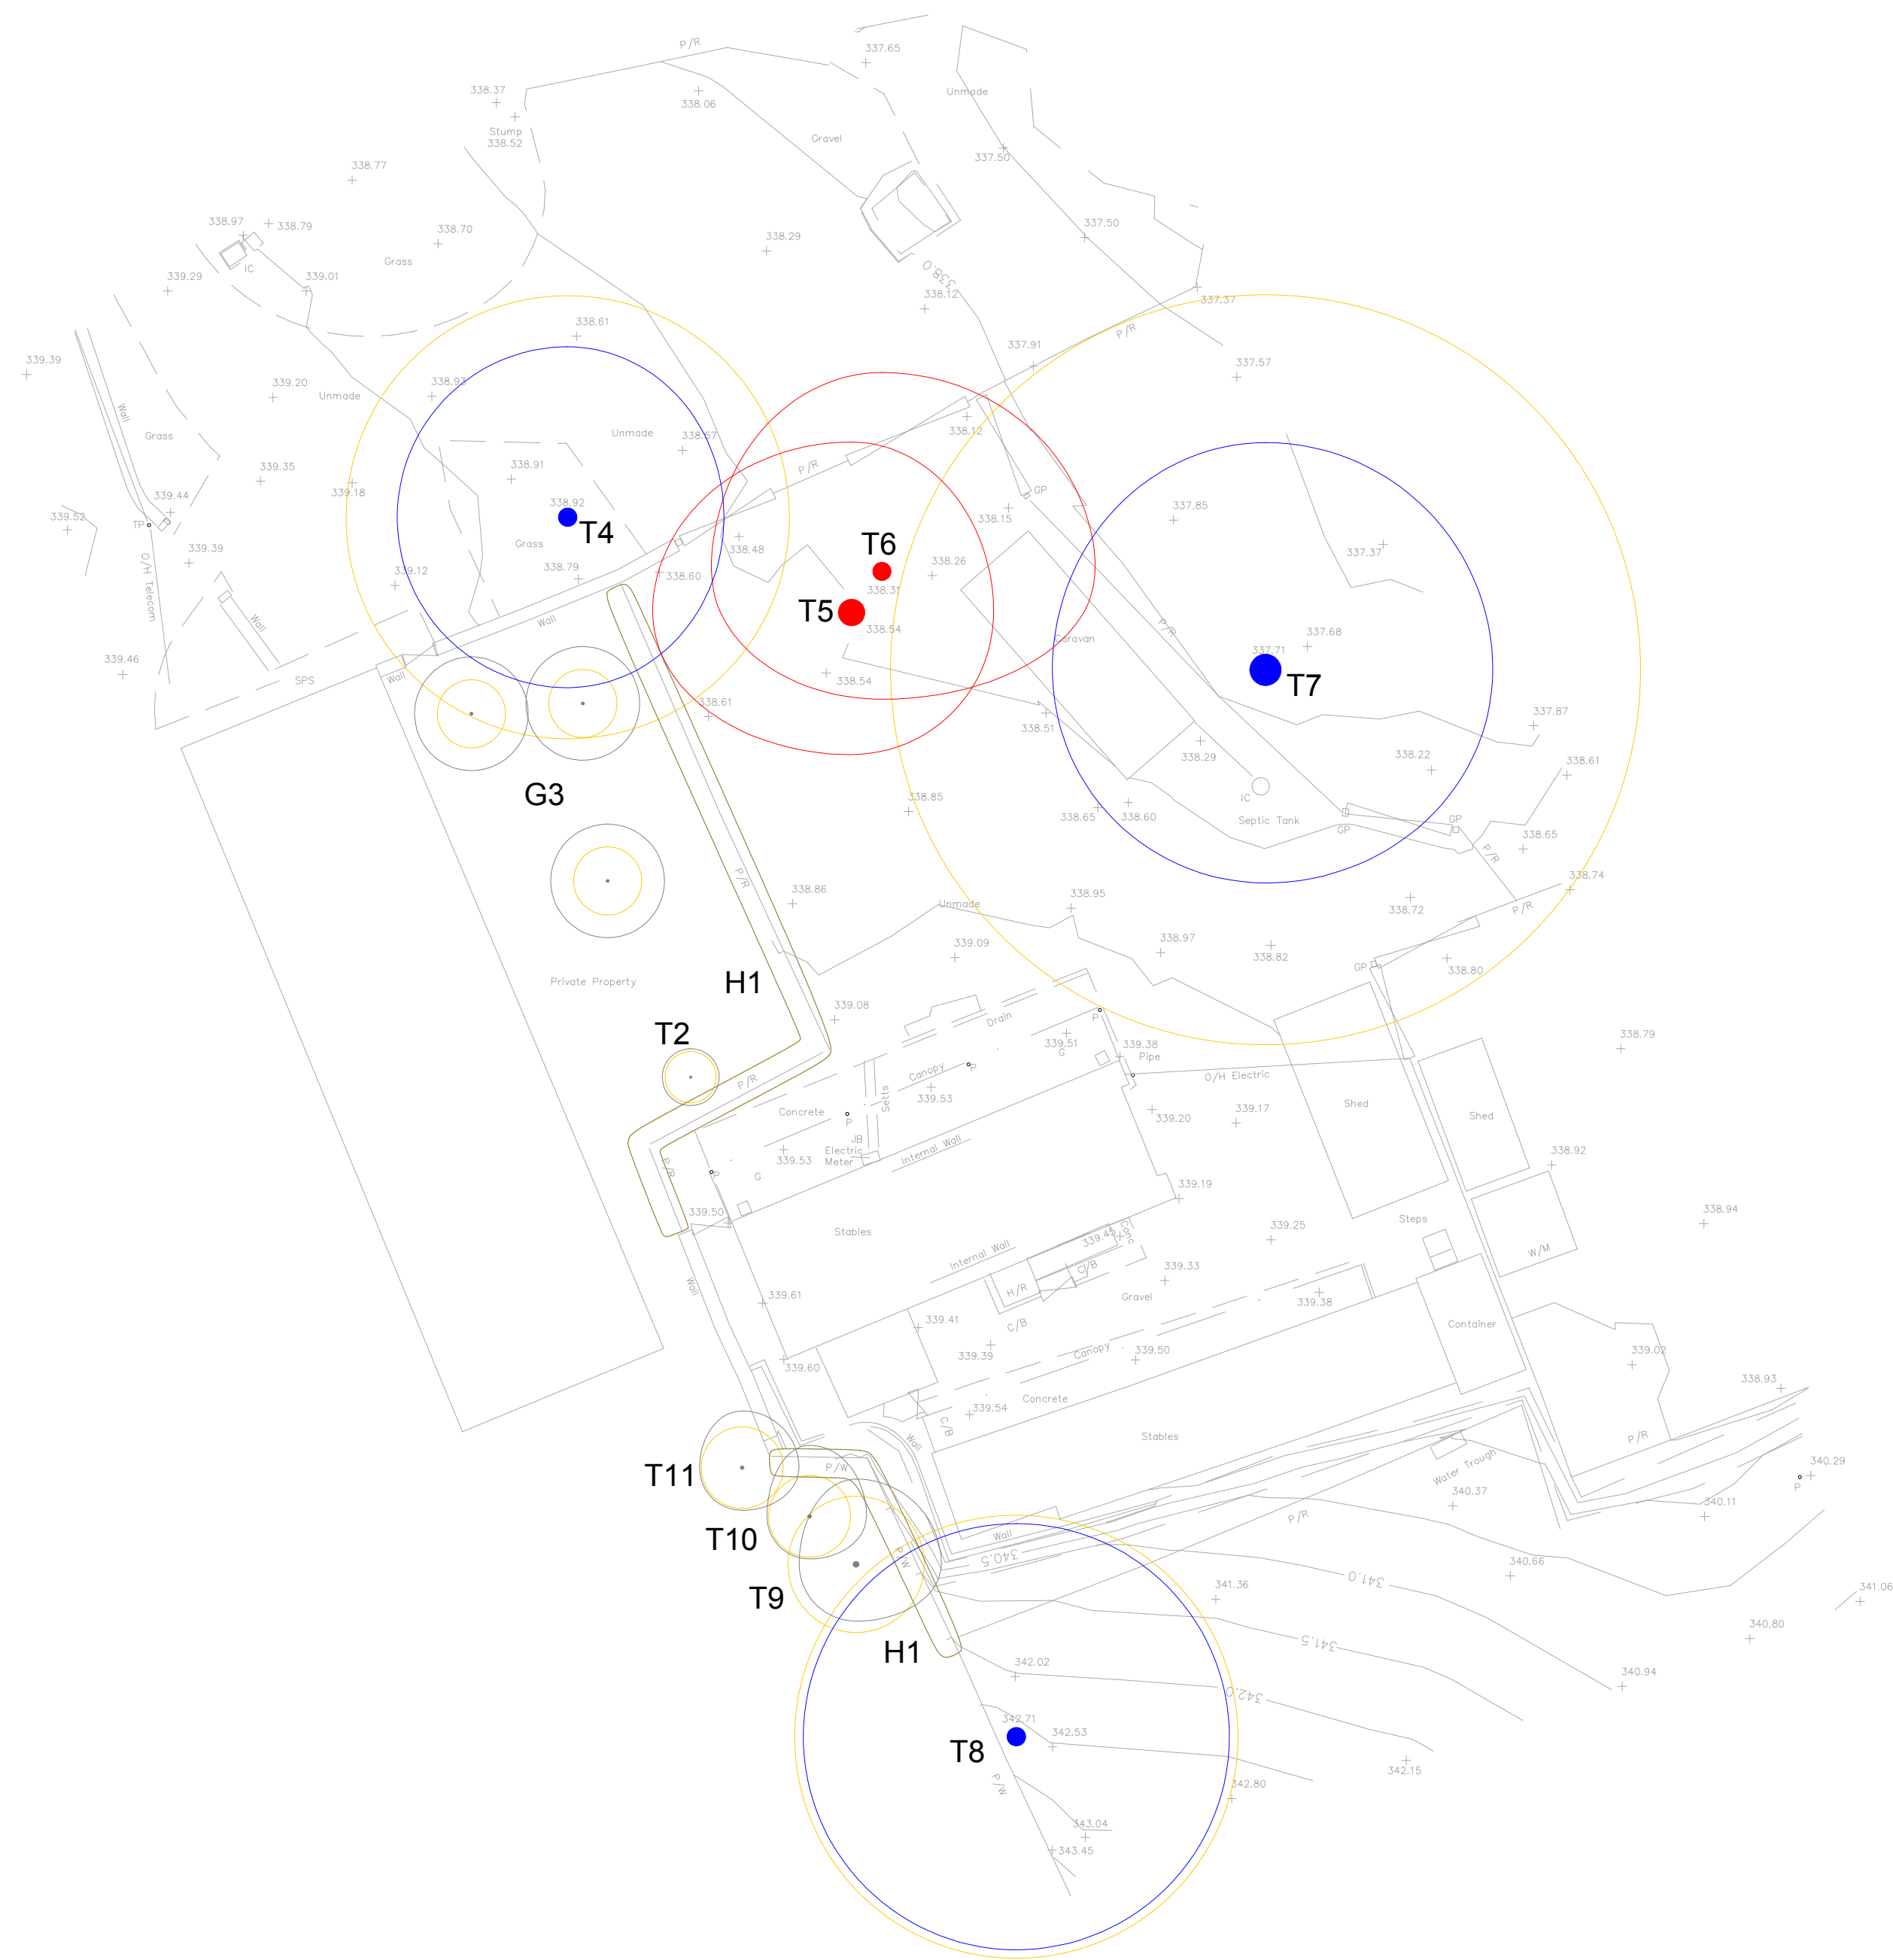 P/R
337.65
338.37
338.06
Unmade
Stump
338.52
Gravel
337.50
338.77
338.97
338.79
338.70
337.50
338.29
Grass
IC
339.29
339.01
338.0
338.12
337.37
338.61
P/R
339.39
337.91
337.57
339.20
338.93
Unmade
Wall
Grass
Unmade
338.57
338.12
P/R
339.35
338.91
339.18
GP
339.44
338.92
338.15
337.85
339.52
TP
T4
T6
Grass
338.48
337.37
339.39
O/H Telecom
339.12
338.79
338.60
338.26
338.31
T5
Wall
Wall
338.54
P/R
Caravan
337.68
337.71
339.46
SPS
Wall
338.54
T7
338.61
338.51
337.87
338.29
338.22
338.61
G3
IC
338.85
338.65
338.60
Septic Tank
GP
GP
338.65
P/R
P/R
338.86
Unmade
338.95
338.74
338.72
P/R
339.09
338.97
338.82
GP
338.80
Private Property
H1
339.08
Drain
P
T2
339.51
G
339.38
Pipe
338.79
P/R
Canopy
P
O/H Electric
Setts
339.53
Concrete
P
339.20
339.17
Shed
Shed
JB
Electric
Meter
Internal Wall
339.53
P/R
P
G
338.92
339.19
339.50
Stables
Steps
338.94
339.25
339.45
Conc
Internal Wall
C/B
W/M
Wall
H/R
339.33
Gravel
339.61
339.38
339.41
C/B
Container
339.39
Canopy
339.50
339.60
339.02
338.93
Concrete
339.54
C/B
Wall
Stables
P/R
Water Trough
T11
P/W
340.29
P
340.37
340.11
P/R
T10
Wall
340.5
P/W
341.0
340.66
T9
341.36
341.06
340.80
H1
341.5
342.02
340.94
342.0
342.71
342.53
T8
342.15
P/W
342.80
343.04
343.45